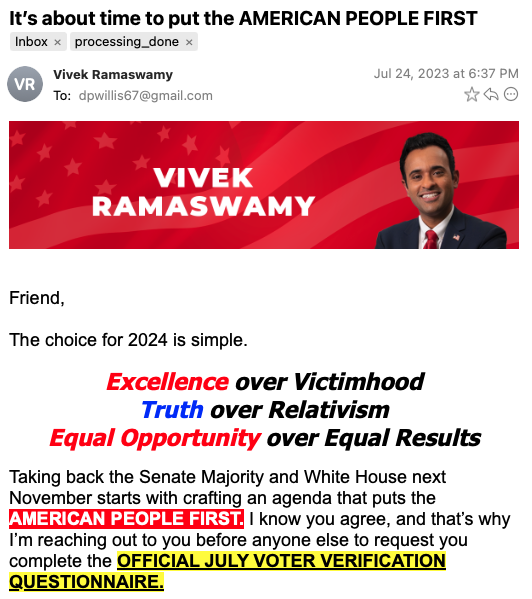 It's about time to put the AMERICAN PEOPLE FIRST
Inbox × processing_done ×
VR
Vivek Ramaswamy
Jul 24, 2023 at 6:37 PM
To: dpwillis67@gmail.com
VIVEK
RAMASWAMY
Friend,
The choice for 2024 is simple.
Excellence over Victimhood
Truth over Relativism
Equal Opportunity over Equal Results
Taking back the Senate Majority and White House next
November starts with crafting an agenda that puts the
AMERICAN PEOPLE FIRST. I know you agree, and that's why
I'm reaching out to you before anyone else to request you
complete the OFFICIAL JULY VOTER VERIFICATION
QUESTIONNAIRE.